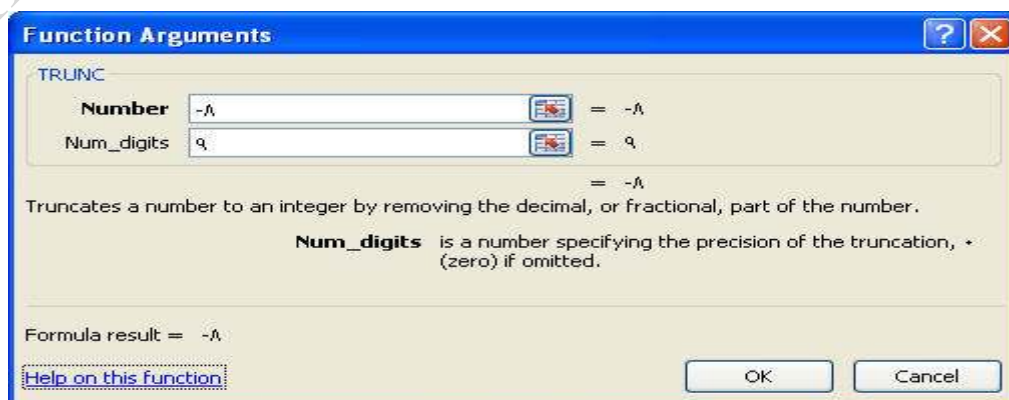 Function Arguments
TRUNC
Number -٨ = -٨
Num_digits ٩ = ٩
= -٨
Truncates a number to an integer by removing the decimal, or fractional, part of the number.
Num_digits is a number specifying the precision of the truncation, ٠
(zero) if omitted.
Formula result = -٨
Help on this function
OK Cancel